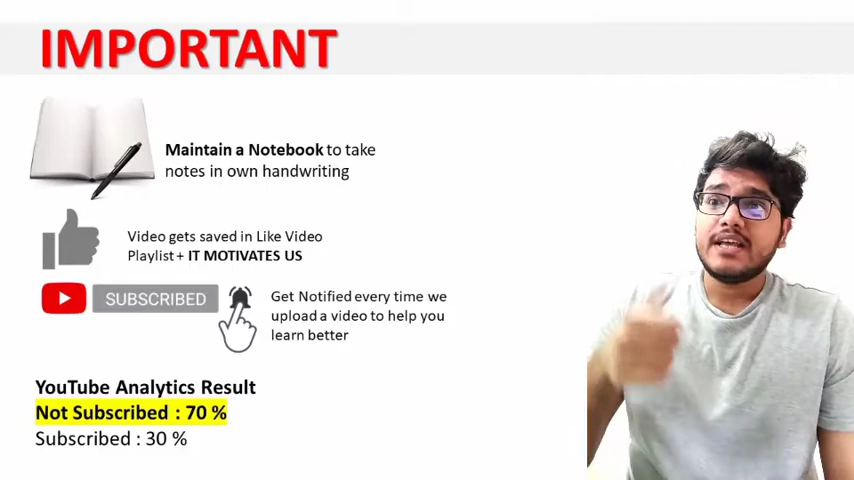 IMPORTANT
Maintain a Notebook to take
notes in own handwriting
Video gets saved in Like Video
Playlist + IT MOTIVATES US
SUBSCRIBED
Get Notified every time we
upload a video to help you
learn better
YouTube Analytics Result
Not Subscribed : 70 %
Subscribed : 30 %